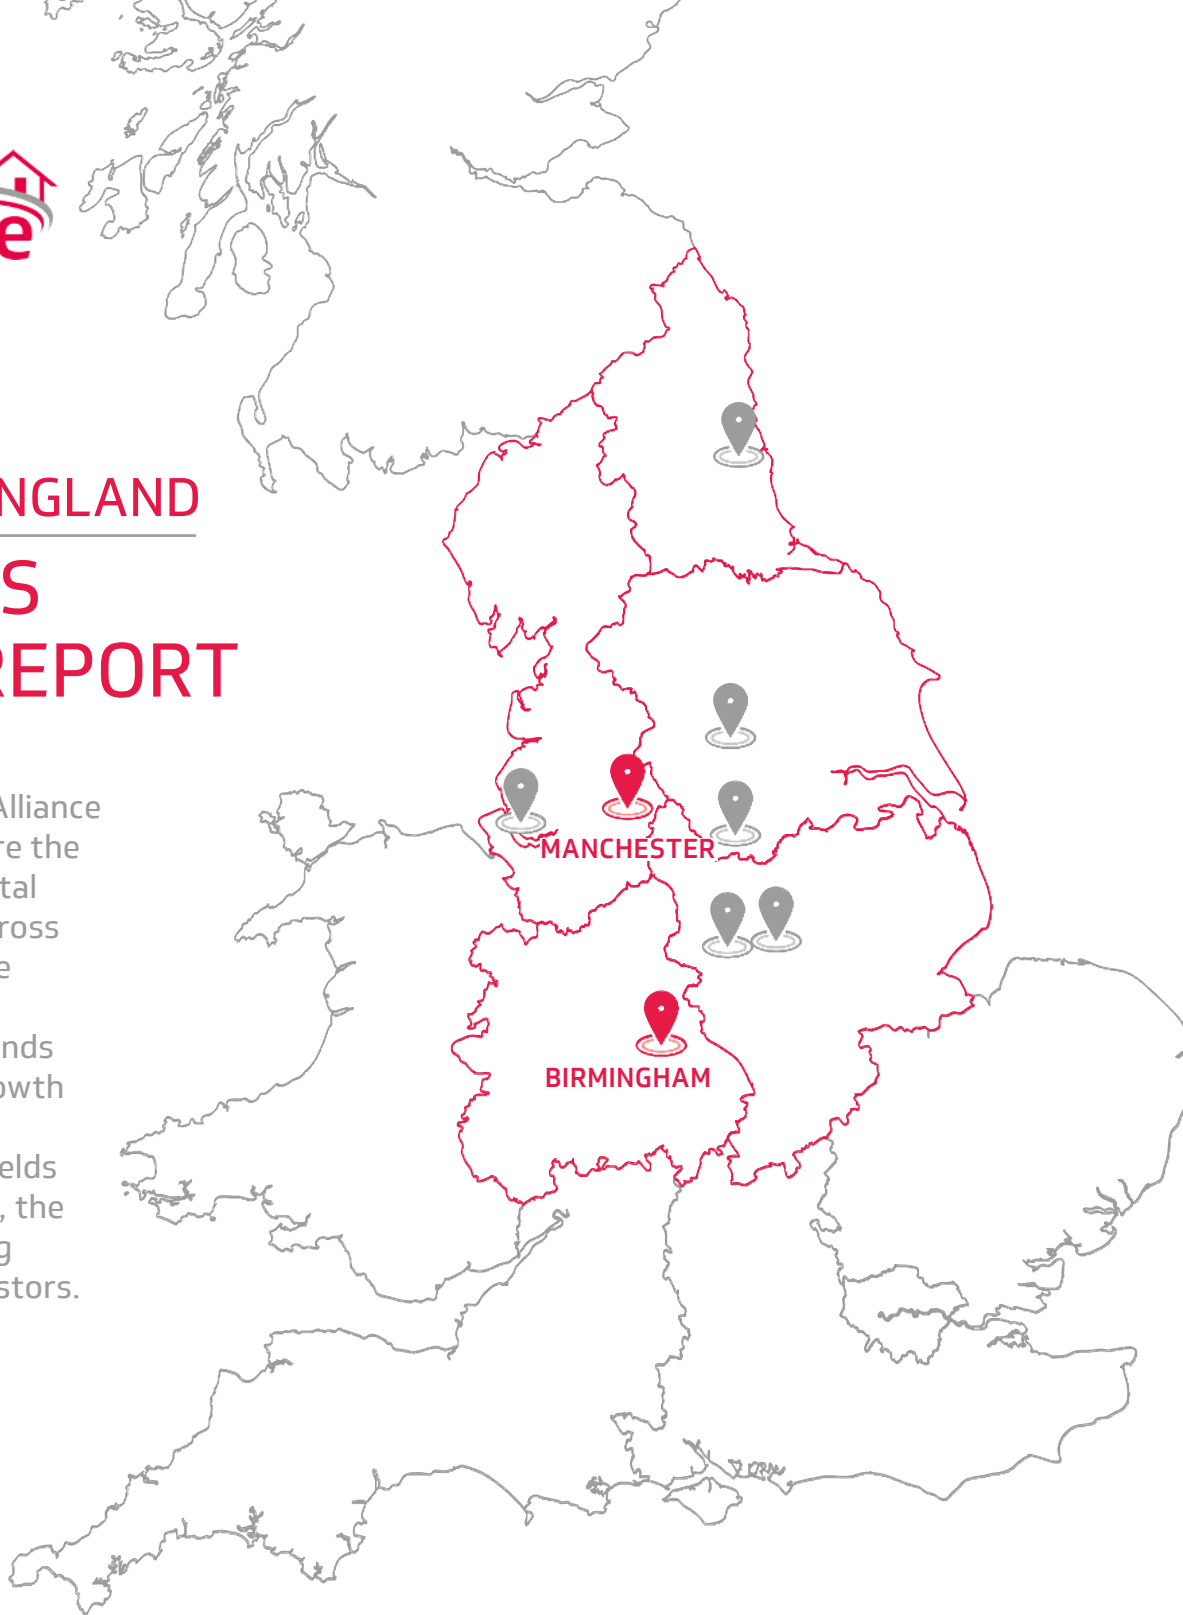 e
NGLAND
S
REPORT
Alliance
re the
tal
ross
e
nds
owth
elds
, the
g
stors.
MANCHESTER
BIRMINGHAM